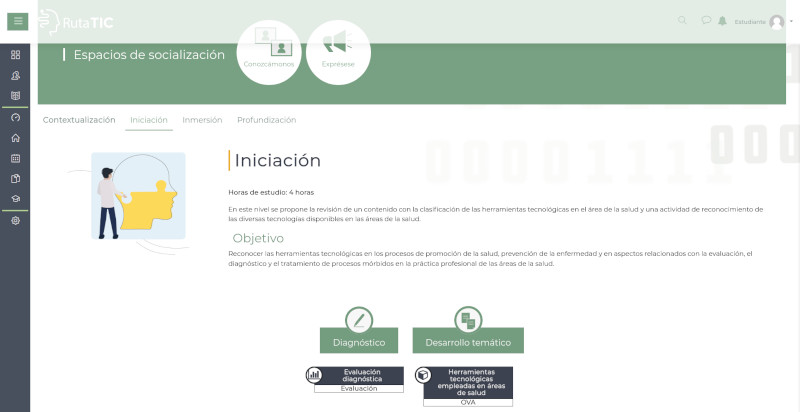 RutaTIC
Estudiante
Espacios de socialización
Conozcámonos
Exprésese
Contextualización
Iniciación
Inmersión
Profundización
00001111
000
Iniciación
Horas de estudio: 4 horas
En este nivel se propone la revisión de un contenido con la clasificación de las herramientas tecnológicas en el área de la salud y una actividad de reconocimiento de
las diversas tecnologías disponibles en las áreas de la salud.
Objetivo
Reconocer las herramientas tecnológicas en los procesos de promoción de la salud, prevención de la enfermedad y en aspectos relacionados con la evaluación, el
diagnóstico y el tratamiento de procesos mórbidos en la práctica profesional de las áreas de la salud.
Diagnóstico
Desarrollo temático
Evaluación
diagnóstica
Evaluación
Herramientas
tecnológicas
empleadas en áreas
de salud
OVA